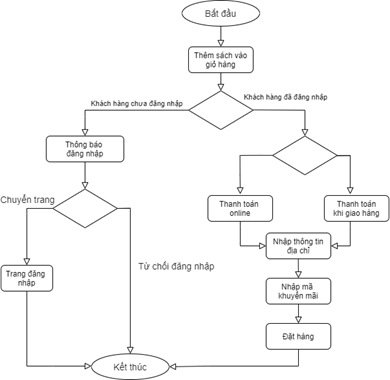 Bắt đầu
Thêm sách vào
giỏ hàng
Khách hàng chưa đăng nhập
Khách hàng đã đăng nhập
Thông báo
đăng nhập
Chuyển trang
Thanh toán
online
Thanh toán
khi giao hàng
Nhập thông tin
địa chỉ
Từ chối đăng nhập
Trang đăng
nhập
Nhập mã
khuyến mãi
Đặt hàng
Kết thúc